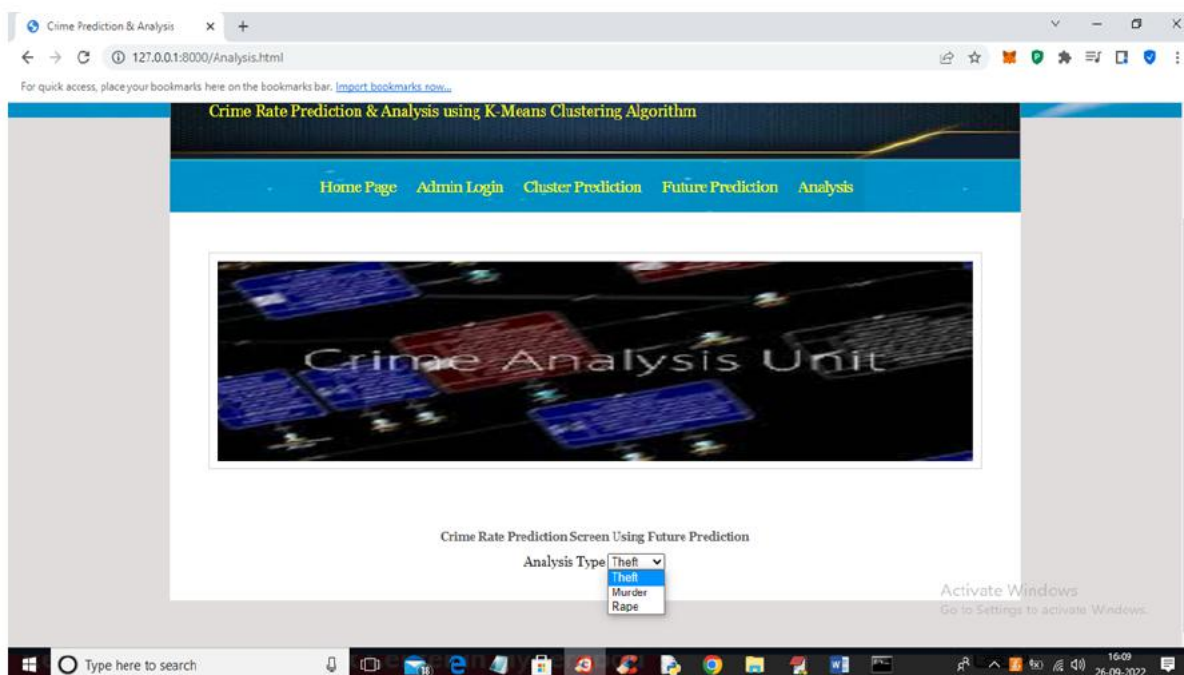 Crime Prediction & Analysis
127.0.0.1:8000/Analysis.html
For quick access, place your bookmarks here on the bookmarks bar. Import bookmarks now...
Crime Rate Prediction & Analysis using K-Means Clustering Algorithm
Home Page Admin Login Cluster Prediction Future Prediction Analysis
Crime Analysis Unit
Crime Rate Prediction Screen Using Future Prediction
Analysis Type Theft
Theft
Murder
Rape
Activate Windows
Go to Settings to activate Windows.
Type here to search
16:09
26-09-2022